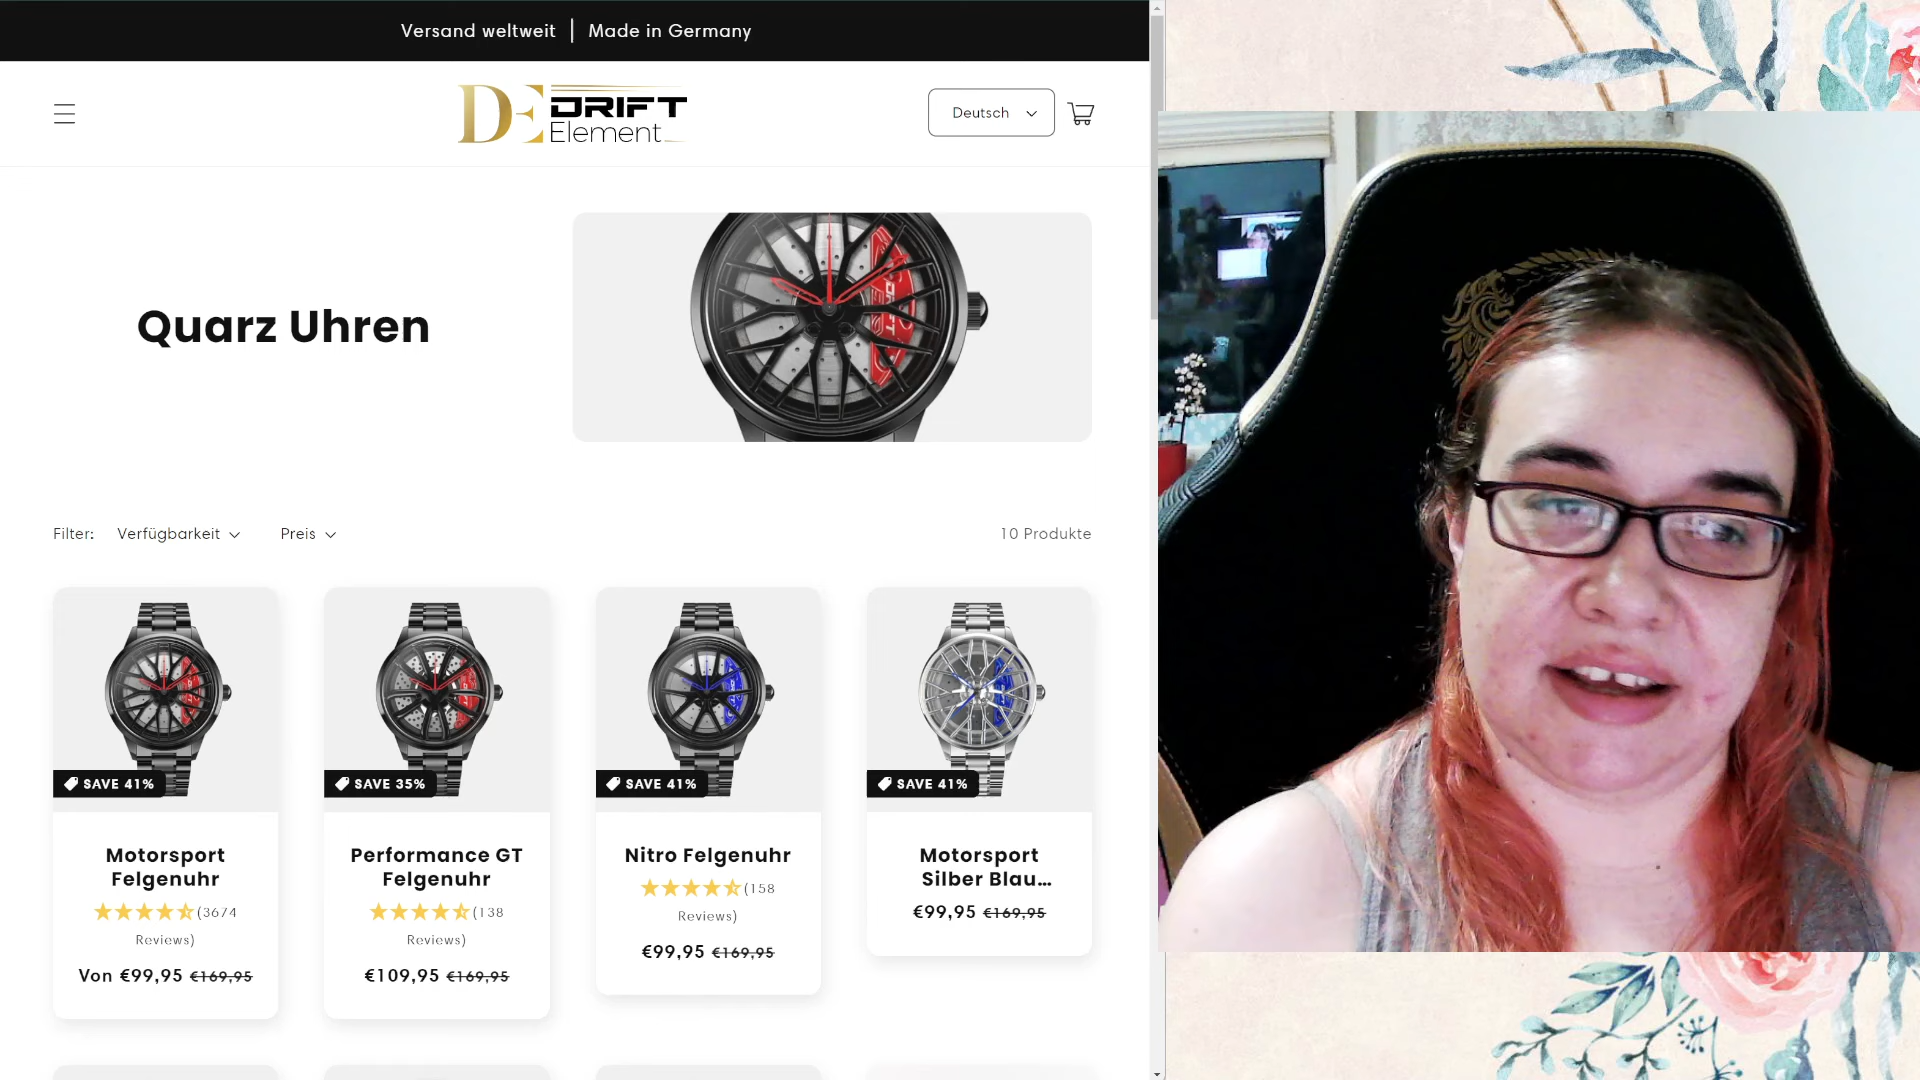 Versand weltweit | Made in Germany
DE DRIFT
Element
Deutsch
Quarz Uhren
Filter: Verfügbarkeit Preis
10 Produkte
SAVE 41%
SAVE 35%
SAVE 41%
SAVE 41%
Motorsport
Felgenuhr
(3674
Reviews)
Von €99,95 €169,95
Performance GT
Felgenuhr
(138
Reviews)
€109,95 €169,95
Nitro Felgenuhr
(158
Reviews)
€99,95 €169,95
Motorsport
Silber Blau...
€99,95 €169,95